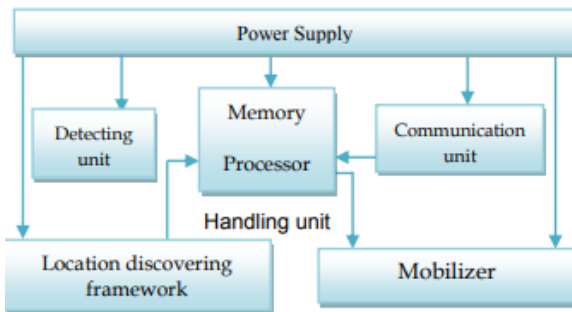 Power Supply
Detecting
unit
Memory
Processor
Communication
unit
Handling unit
Location discovering
framework
Mobilizer